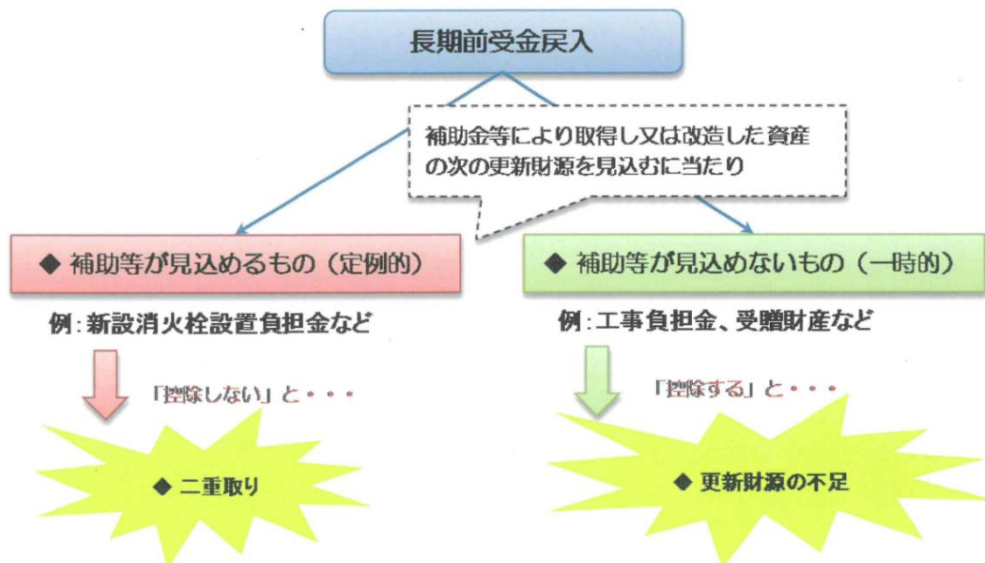 長期前受金戻入
補助金等により取得し又は改造した資産
の次の更新財源を見込むに当たり
◆ 補助等が見込めるもの（定例的）
◆ 補助等が見込めないもの（一時的）
例：新設消火栓設置負担金など
例：工事負担金、受贈財産など
「控除しない」と・・・
「控除する」と・・・
◆ 二重取り
◆ 更新財源の不足